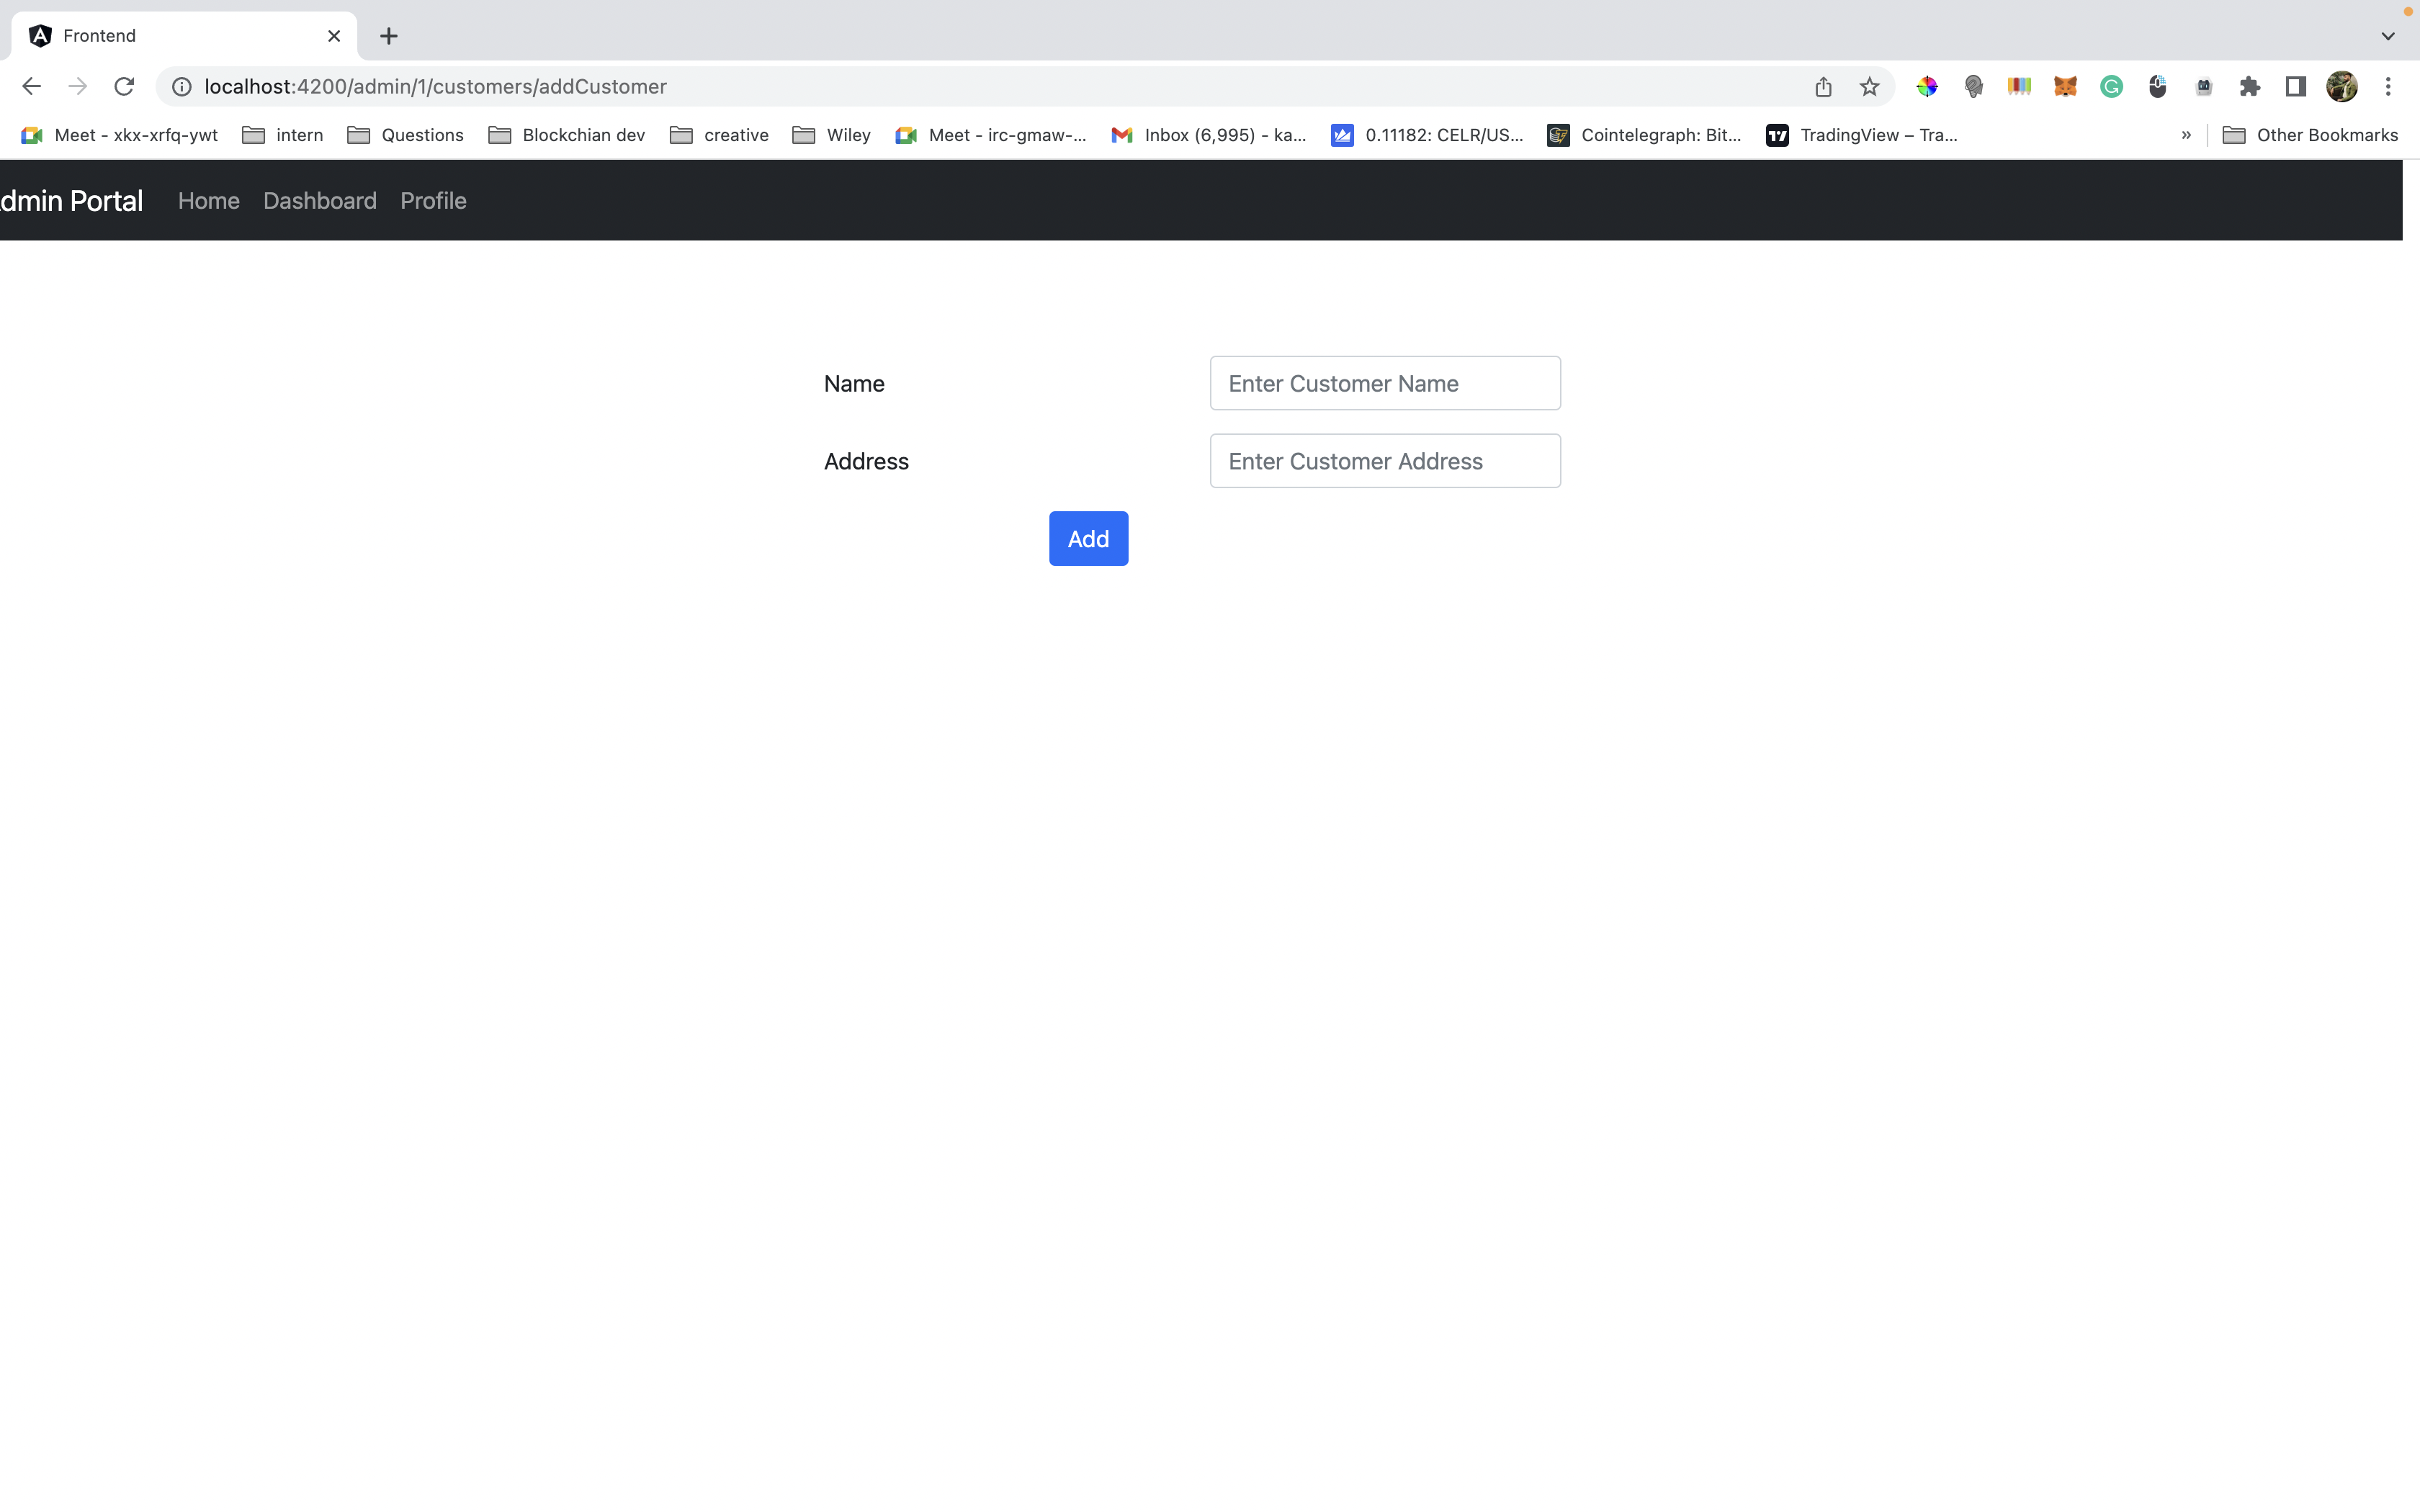 Frontend
localhost:4200/admin/1/customers/addCustomer
Meet - xkx-xrfq-ywt intern Questions Blockchian dev creative Wiley Meet - irc-gmaw-... Inbox (6,995) - ka... 0.11182: CELR/US... Cointelegraph: Bit... TradingView – Tra... » Other Bookmarks
dmin Portal Home Dashboard Profile
Name Enter Customer Name
Address Enter Customer Address
Add